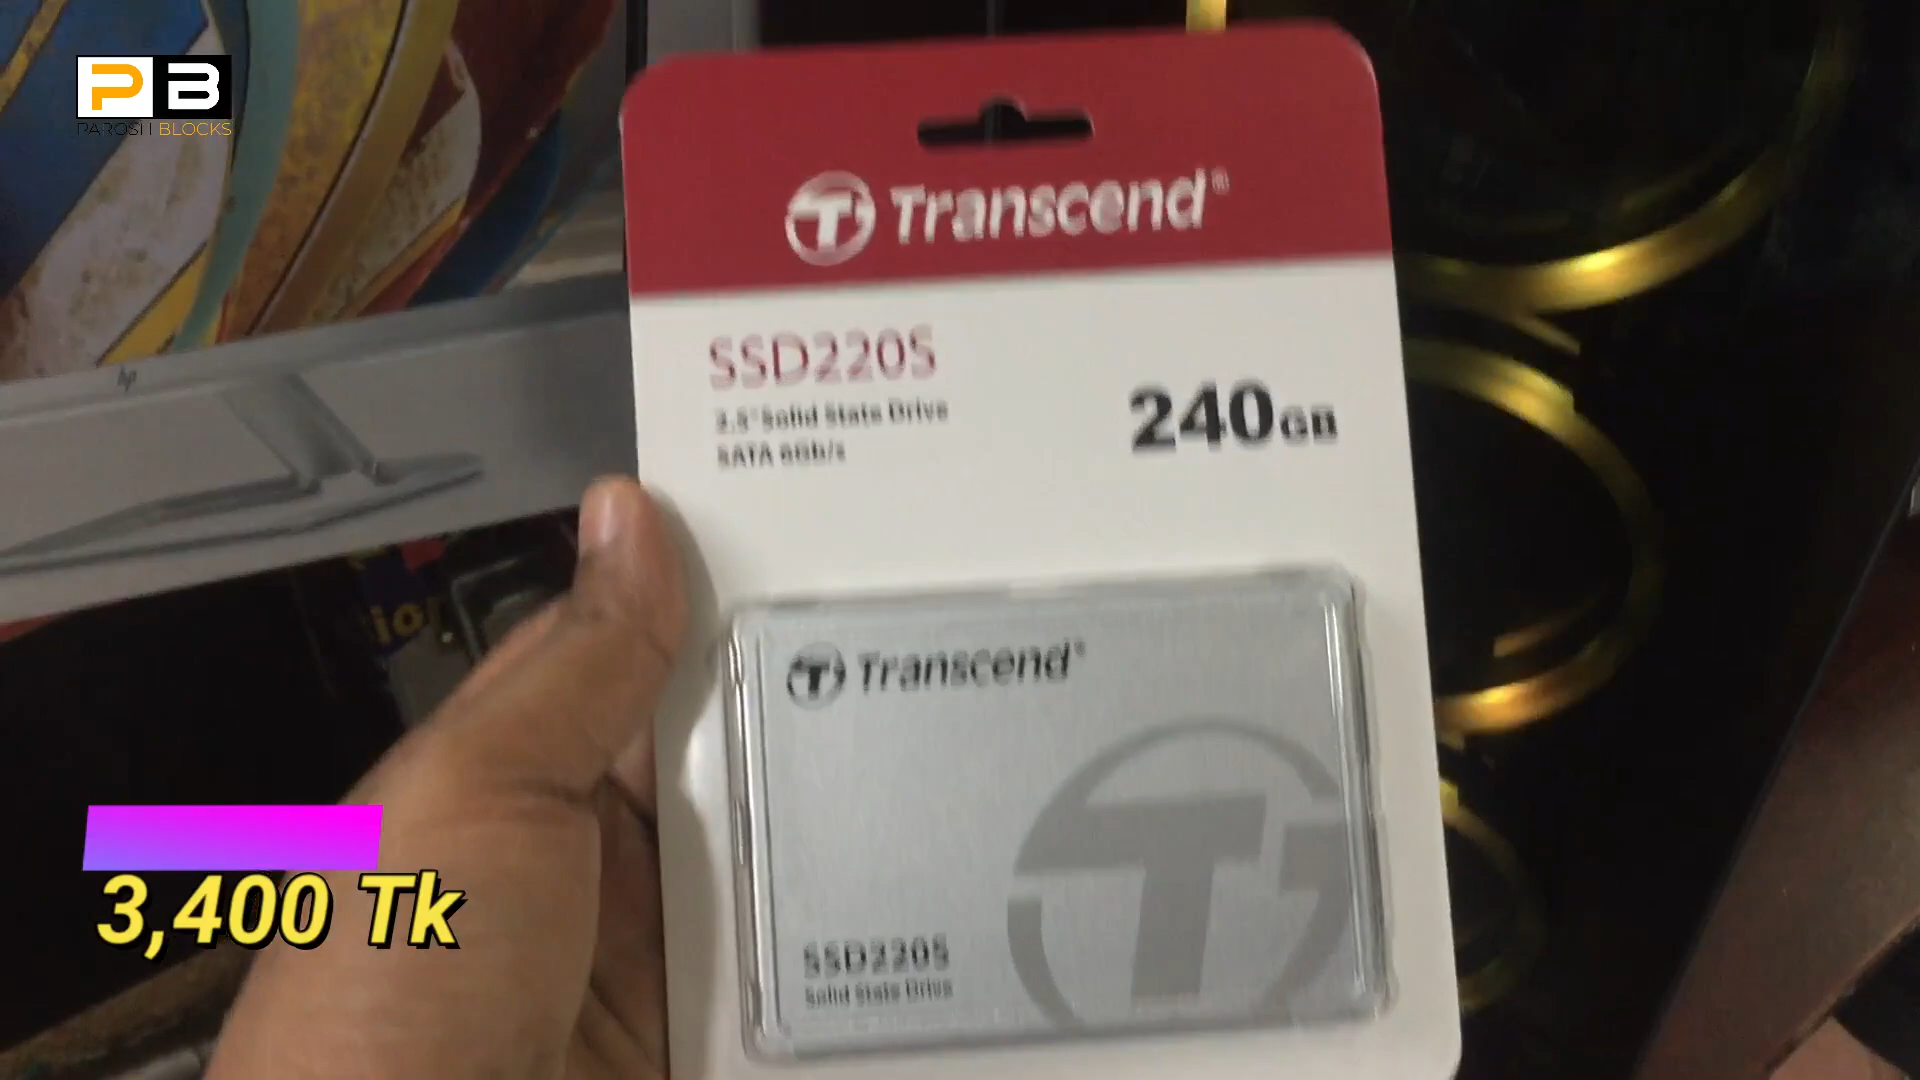 PB
PAROSH BLOCKS
hp
Transcend®
SSD220S
2.5" Solid State Drive
SATA 6Gb/s
240GB
Transcend®
SSD220S
Solid State Drive
3,400 Tk